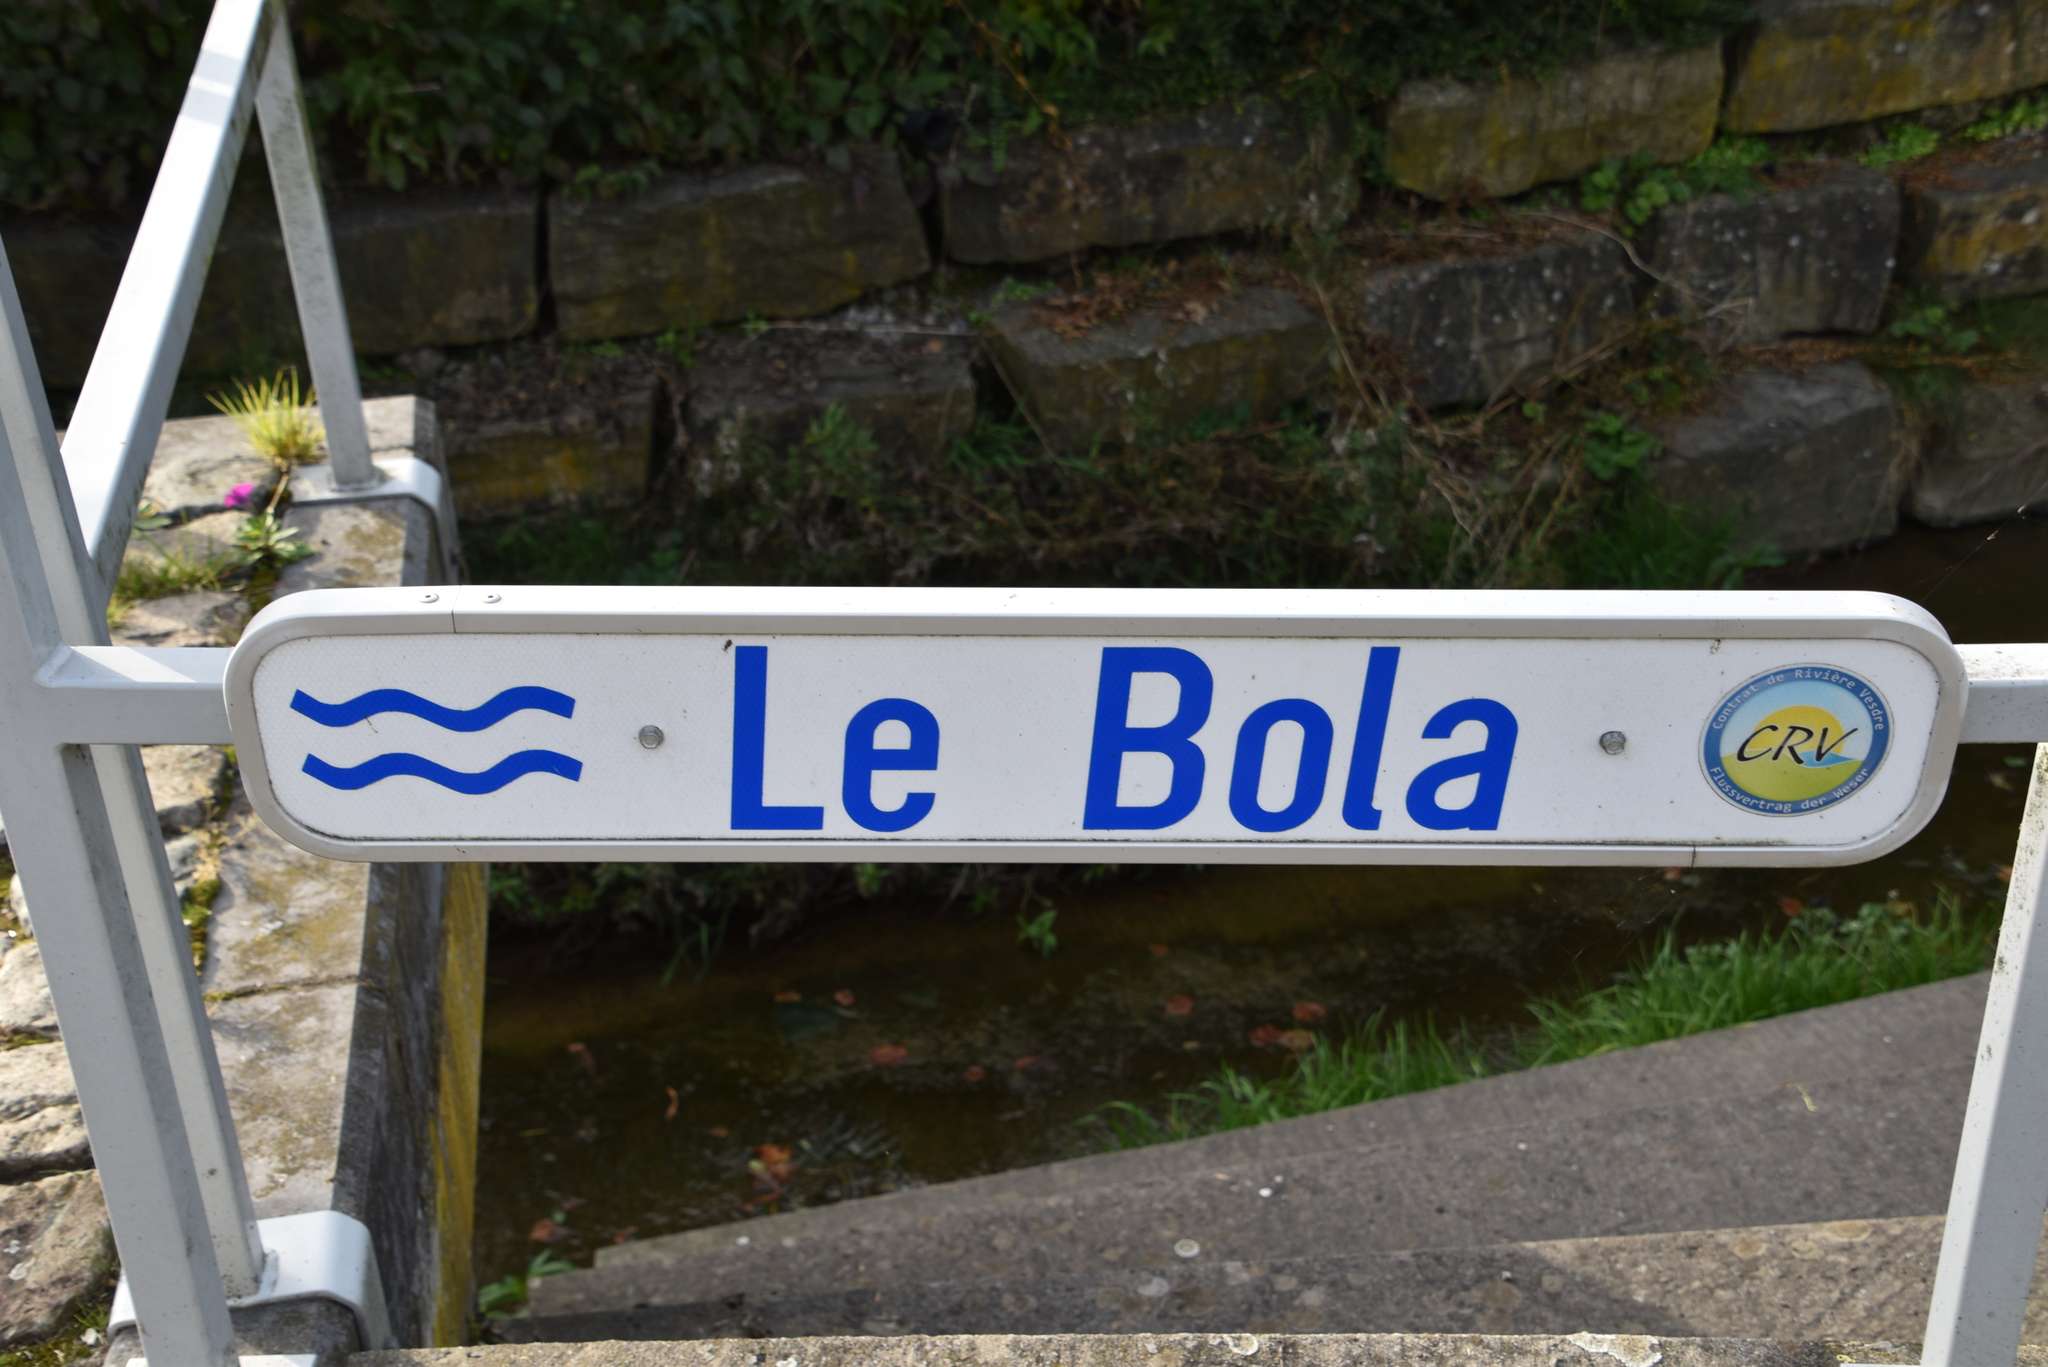 Le Bola
Contrat de Rivière Vesdre
CRV
Flussvertrag der Weser